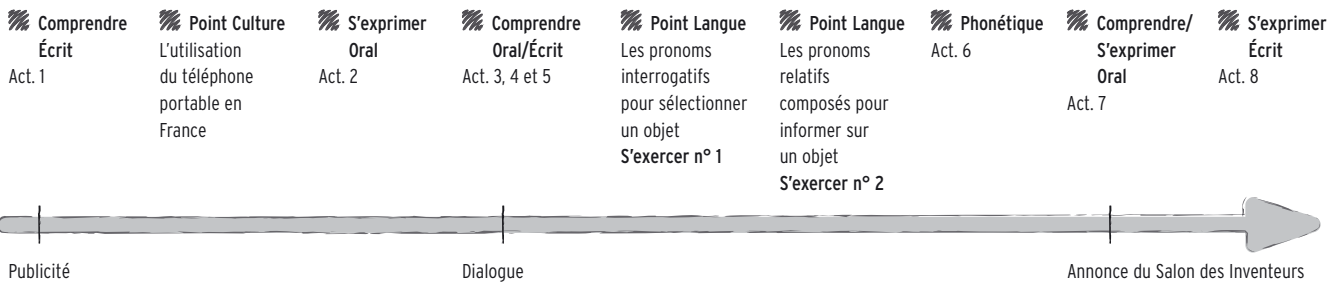 Comprendre
Écrit
Act. 1
Point Culture
L'utilisation
du téléphone
portable en
France
S'exprimer
Oral
Act. 2
Comprendre
Oral/Écrit
Act. 3, 4 et 5
Point Langue
Les pronoms
interrogatifs
pour sélectionner
un objet
S'exercer n° 1
Point Langue
Les pronoms
relatifs
composés pour
informer sur
un objet
S'exercer n° 2
Phonétique
Act. 6
Comprendre/
S'exprimer
Oral
Act. 7
S'exprimer
Écrit
Act. 8
Publicité
Dialogue
Annonce du Salon des Inventeurs